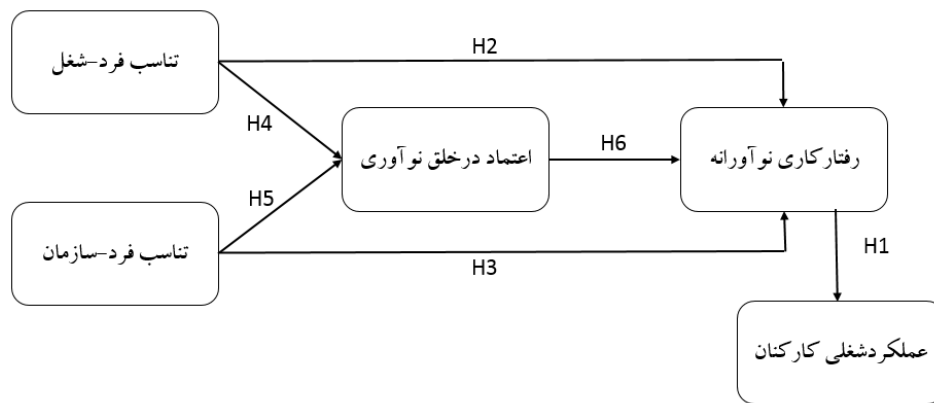 تناسب فرد-شغل
H2
H4
اعتماد درخلق نوآوری
H6
رفتارکاری نوآورانه
H5
تناسب فرد-سازمان
H3
H1
عملکردشغلی کارکنان